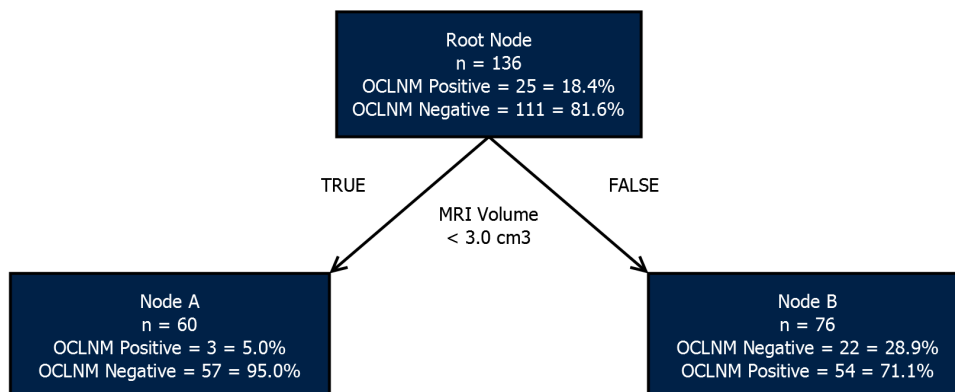 Root Node
n = 136
OCLNM Positive = 25 = 18.4%
OCLNM Negative = 111 = 81.6%
TRUE
FALSE
MRI Volume
< 3.0 cm3
Node A
n = 60
OCLNM Positive = 3 = 5.0%
OCLNM Negative = 57 = 95.0%
Node B
n = 76
OCLNM Negative = 22 = 28.9%
OCLNM Positive = 54 = 71.1%